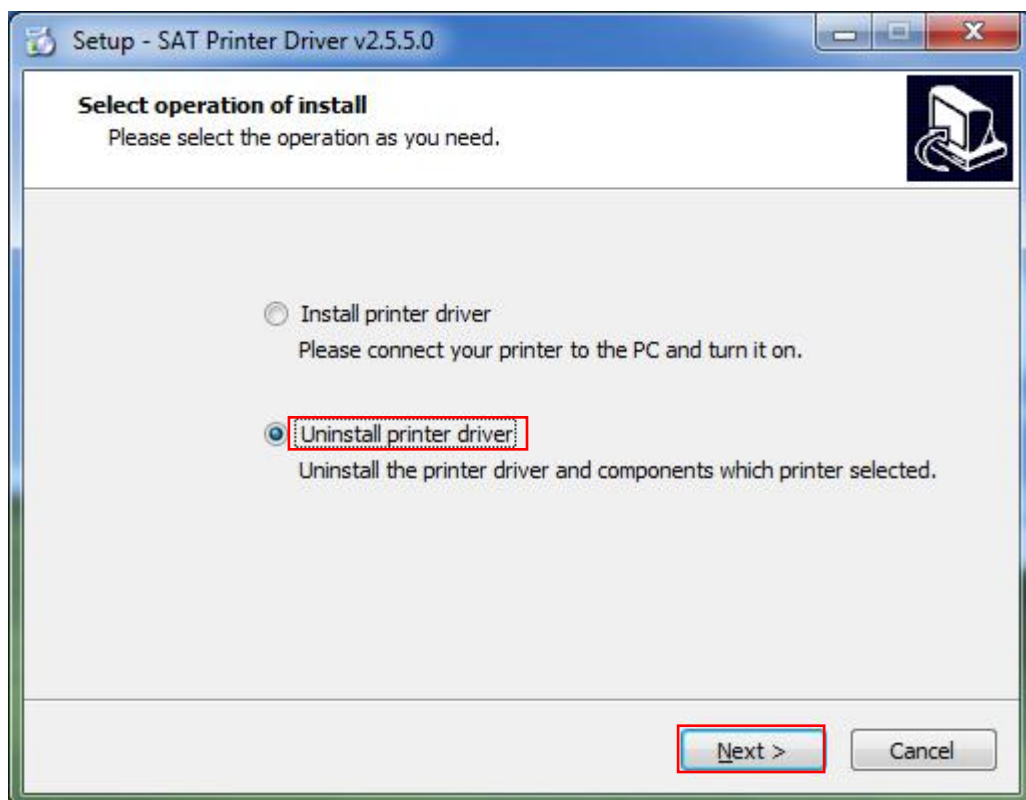 Setup - SAT Printer Driver v2.5.5.0
Select operation of install
Please select the operation as you need.
Install printer driver
Please connect your printer to the PC and turn it on.
Uninstall printer driver
Uninstall the printer driver and components which printer selected.
Next >
Cancel